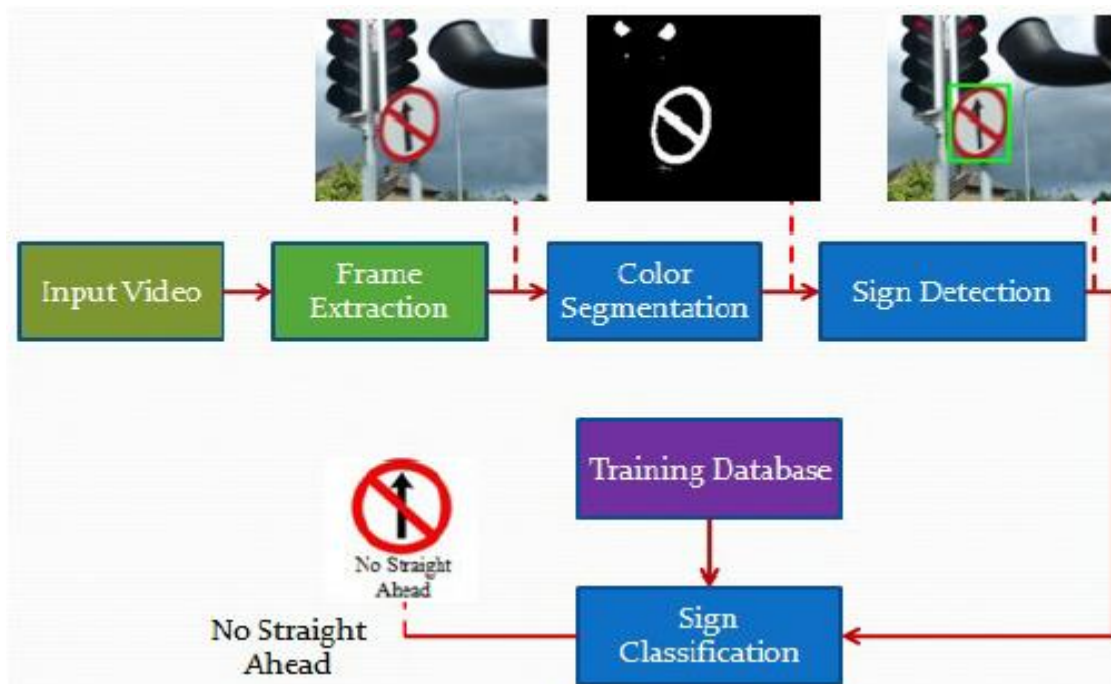 Input Video
Frame
Extraction
Color
Segmentation
Sign Detection
Training Database
No Straight
Ahead
No Straight
Ahead
Sign
Classification